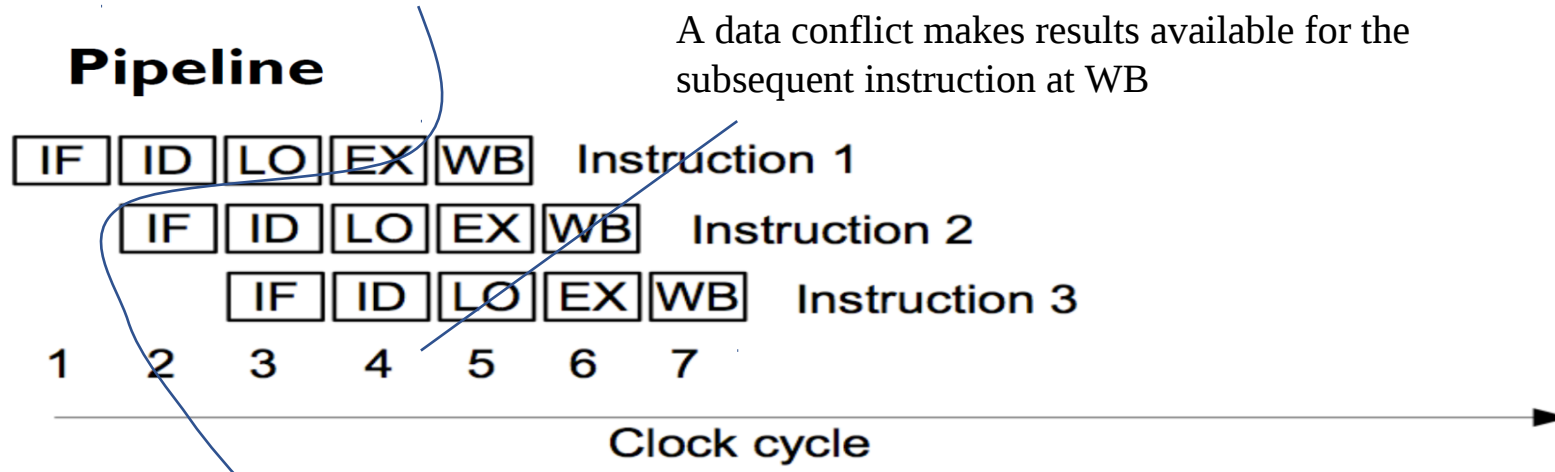 A data conflict makes results available for the
subsequent instruction at WB
Pipeline
IF ID LO EX WB Instruction 1
IF ID LO EX WB Instruction 2
IF ID LO EX WB Instruction 3
1 2 3 4 5 6 7
Clock cycle